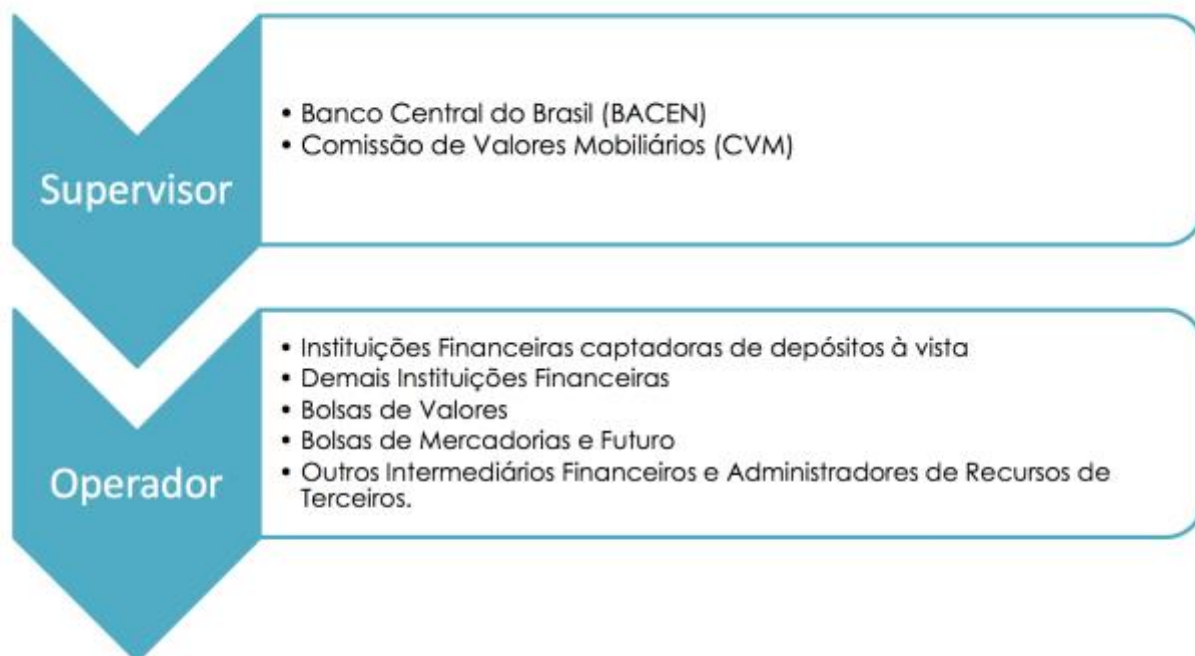 Supervisor
• Banco Central do Brasil (BACEN)
• Comissão de Valores Mobiliários (CVM)
Operador
• Instituições Financeiras captadoras de depósitos à vista
• Demais Instituições Financeiras
• Bolsas de Valores
• Bolsas de Mercadorias e Futuro
• Outros Intermediários Financeiros e Administradores de Recursos de
Terceiros.